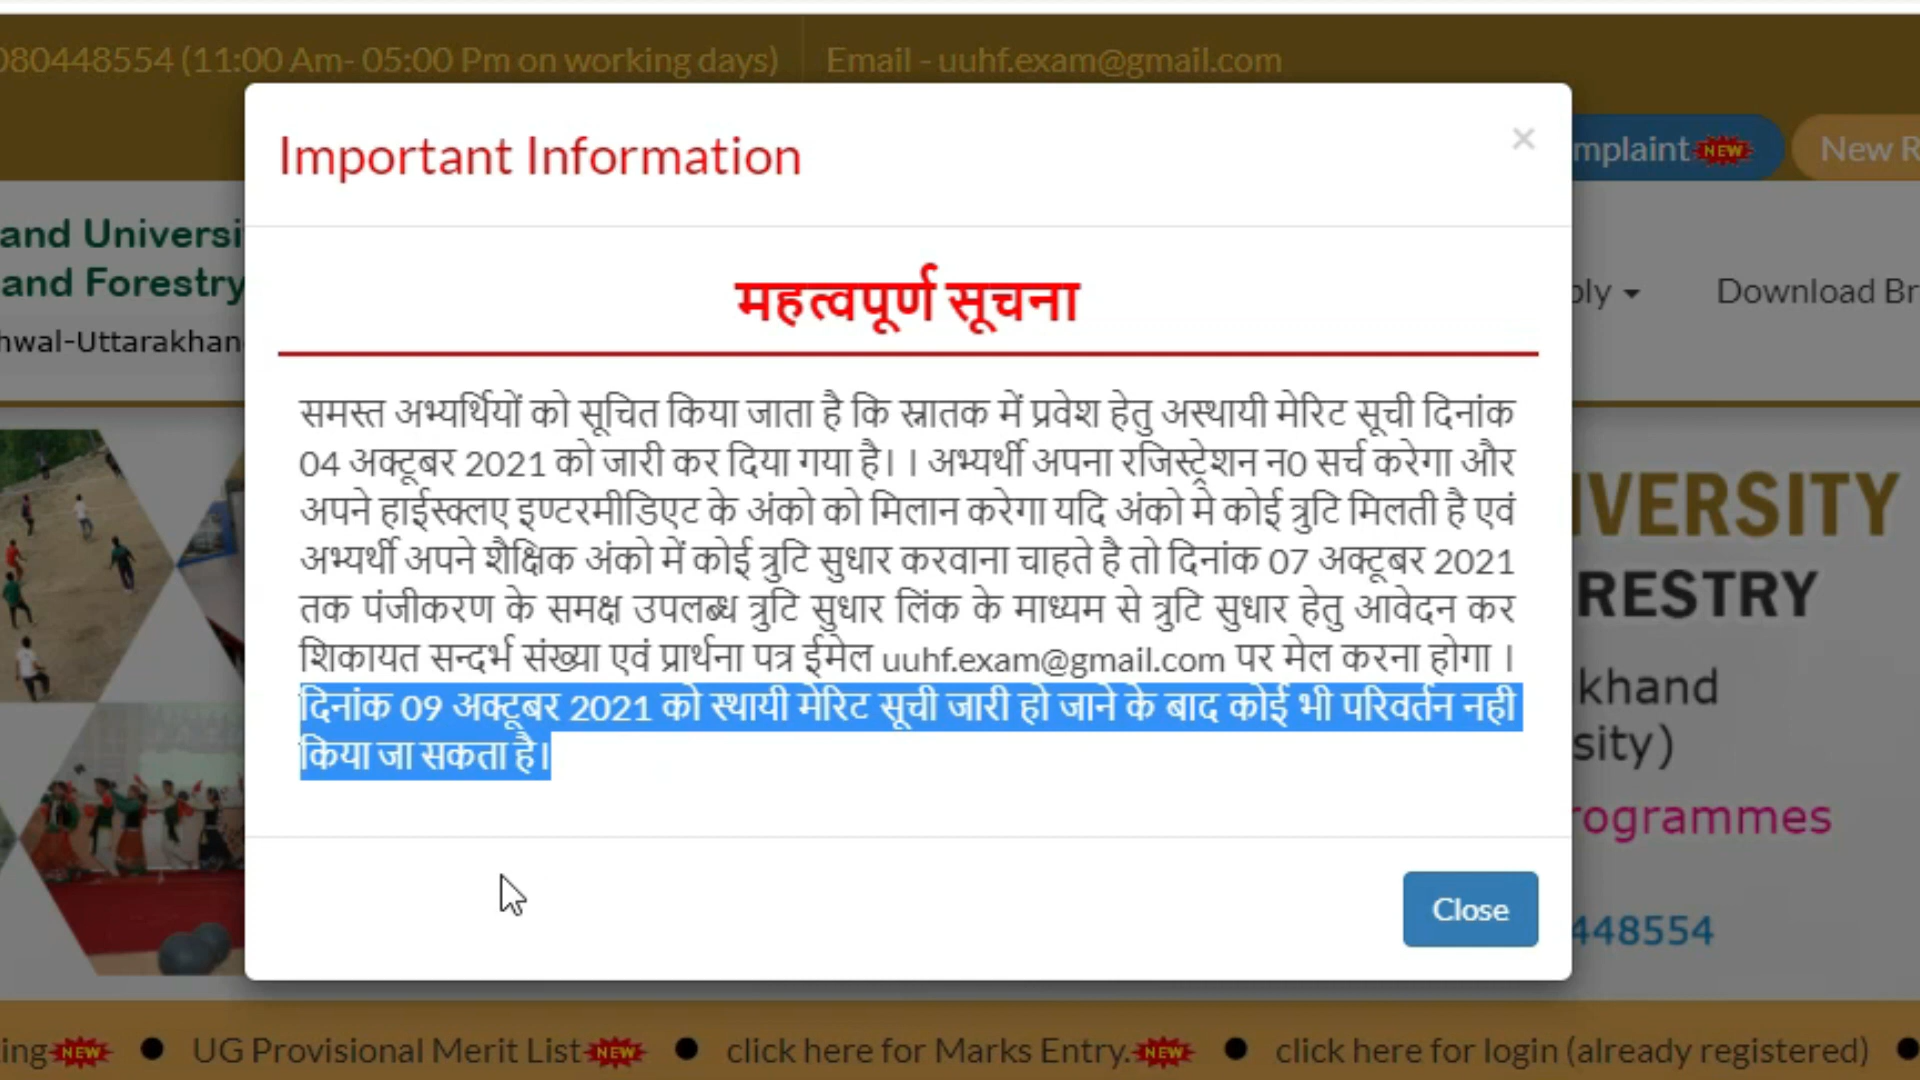 080448554 (11:00 Am- 05:00 Pm on working days)
Email - uuhf.exam@gmail.com
Important Information
×
mplaint NEW
New R
and Universi
and Forestry
hwal-Uttarakhan
ply
Download Br
महत्वपूर्ण सूचना
समस्त अभ्यर्थियों को सूचित किया जाता है कि स्नातक में प्रवेश हेतु अस्थायी मेरिट सूची दिनांक
04 अक्टूबर 2021 को जारी कर दिया गया है। । अभ्यर्थी अपना रजिस्ट्रेशन न0 सर्च करेगा और
अपने हाईस्क्लए इण्टरमीडिएट के अंको को मिलान करेगा यदि अंको मे कोई त्रुटि मिलती है एवं
अभ्यर्थी अपने शैक्षिक अंको में कोई त्रुटि सुधार करवाना चाहते है तो दिनांक 07 अक्टूबर 2021
तक पंजीकरण के समक्ष उपलब्ध त्रुटि सुधार लिंक के माध्यम से त्रुटि सुधार हेतु आवेदन कर
शिकायत सन्दर्भ संख्या एवं प्रार्थना पत्र ईमेल uuhf.exam@gmail.com पर मेल करना होगा ।
दिनांक 09 अक्टूबर 2021 को स्थायी मेरिट सूची जारी हो जाने के बाद कोई भी परिवर्तन नही
किया जा सकता है।
IVERSITY
RESTRY
khand
sity)
rogrammes
448554
Close
ing NEW ● UG Provisional Merit List NEW ● click here for Marks Entry. NEW ● click here for login (already registered) ●